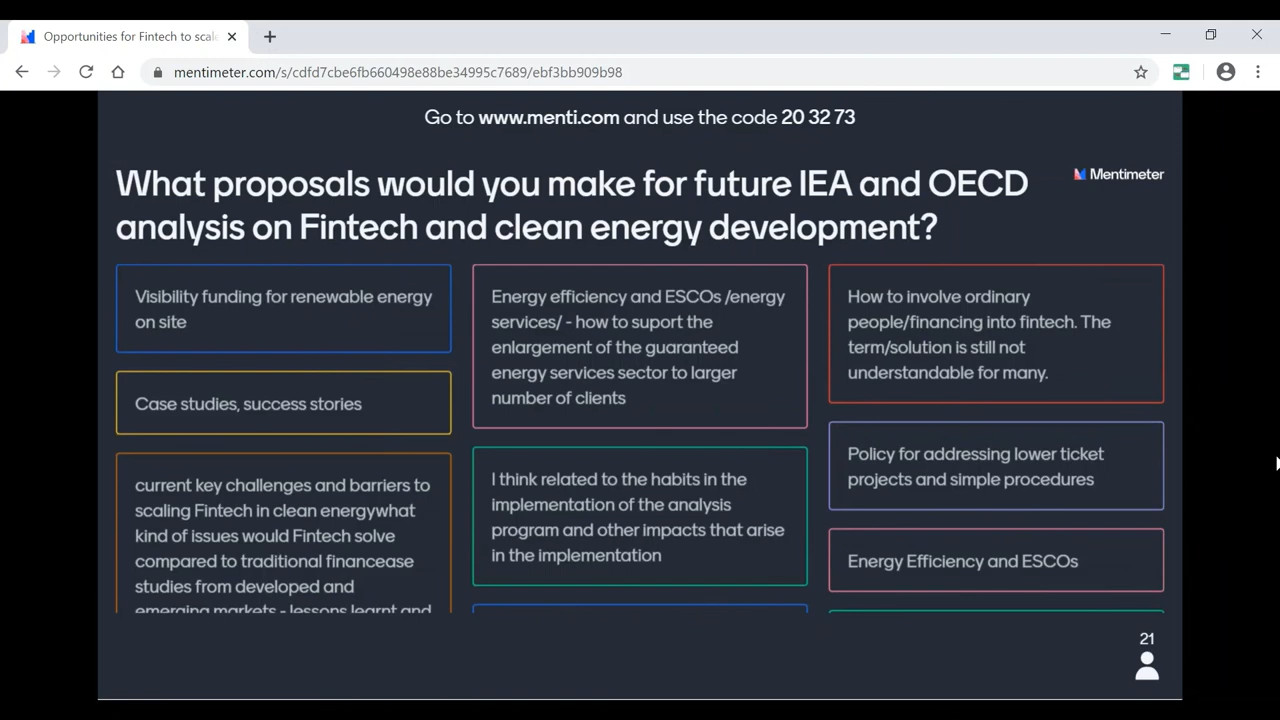 Opportunities for Fintech to scal
mentimeter.com/s/cdfd7cbe6fb660498e88be3499c1c7689/ebf3bb909b98
Go to www.menti.com and use the code 20 32 73
What proposals would you make for future IEA and OECD
analysis on Fintech and clean energy development?
Mentimeter
Visibility funding for renewable energy
on site
Case studies, success stories
current key challenges and barriers to
scaling Fintech in clean energywhat
kind of issues would Fintech solve
compared to traditional financease
studies from developed and
emerging markets - lessons learnt and
Energy efficiency and ESCOs /energy
services/ - how to suport the
enlargement of the guaranteed
energy services sector to larger
number of clients
I think related to the habits in the
implementation of the analysis
program and other impacts that arise
in the implementation
How to involve ordinary
people/financing into fintech. The
term/solution is still not
understandable for many.
Policy for addressing lower ticket
projects and simple procedures
Energy Efficiency and ESCOs
21